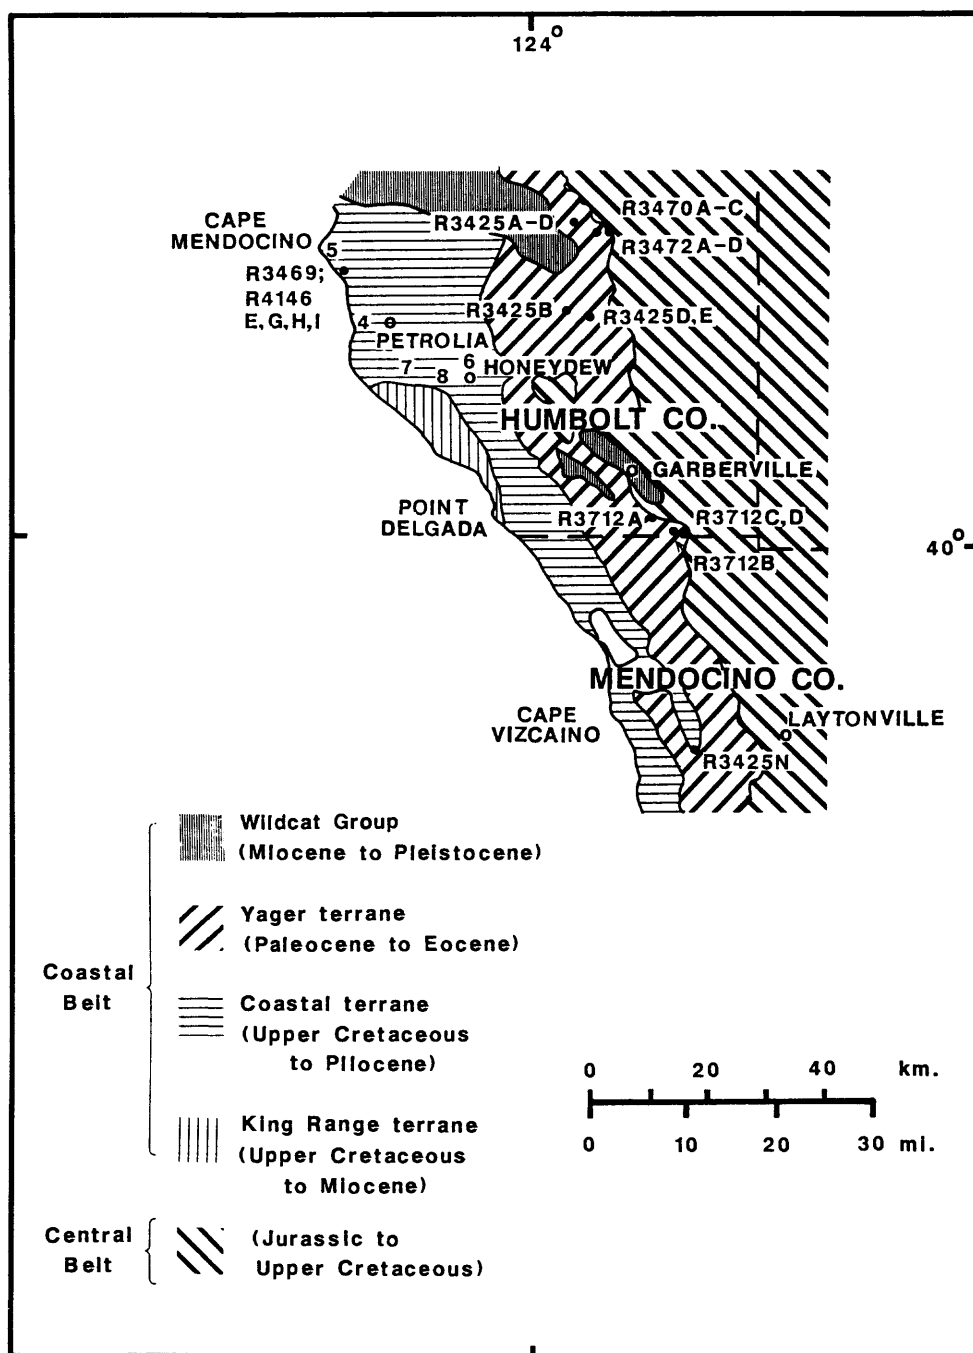 124°
CAPE
MENDOCINO
R3425A-D
R3470A-C
R3472A-D
5
R3469;
R4146
E,G,H,I
4
R3425B
R3425D,E
PETROLIA
7
8
6
HONEYDEW
HUMBOLT CO.
GARBERVILLE
POINT
DELGADA
R3712A
R3712C,D
40°
R3712B
MENDOCINO CO.
CAPE
VIZCAINO
LAYTONVILLE
R3425N
Wildcat Group
(Miocene to Pleistocene)
Yager terrane
(Paleocene to Eocene)
Coastal
Belt
Coastal terrane
(Upper Cretaceous
to Pliocene)
King Range terrane
(Upper Cretaceous
to Miocene)
Central
Belt
(Jurassic to
Upper Cretaceous)
0 20 40 km.
0 10 20 30 mi.